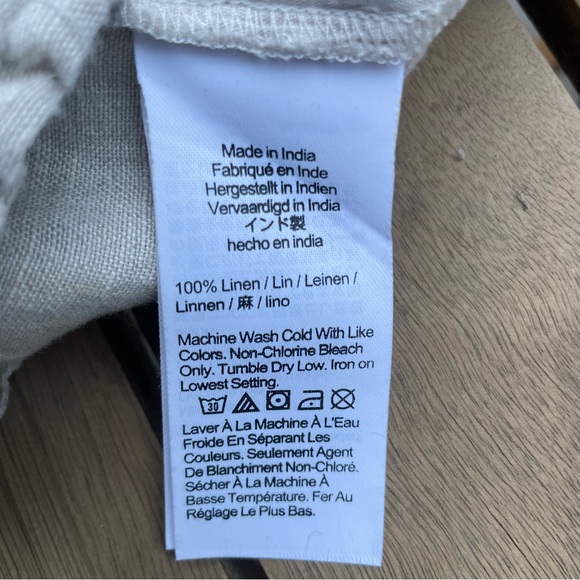 Made in India
Fabriqué en Inde
Hergestellt in Indien
Vervaardigd in India
インド製
hecho en india
100% Linen / Lin / Leinen /
Linnen / 麻 / lino
Machine Wash Cold With Like
Colors. Non-Chlorine Bleach
Only. Tumble Dry Low. Iron on
Lowest Setting.
30
Laver À La Machine À L'Eau
Froide En Séparant Les
Couleurs. Seulement Agent
De Blanchiment Non-Chloré.
Sécher À La Machine À
Basse Température. Fer Au
Réglage Le Plus Bas.